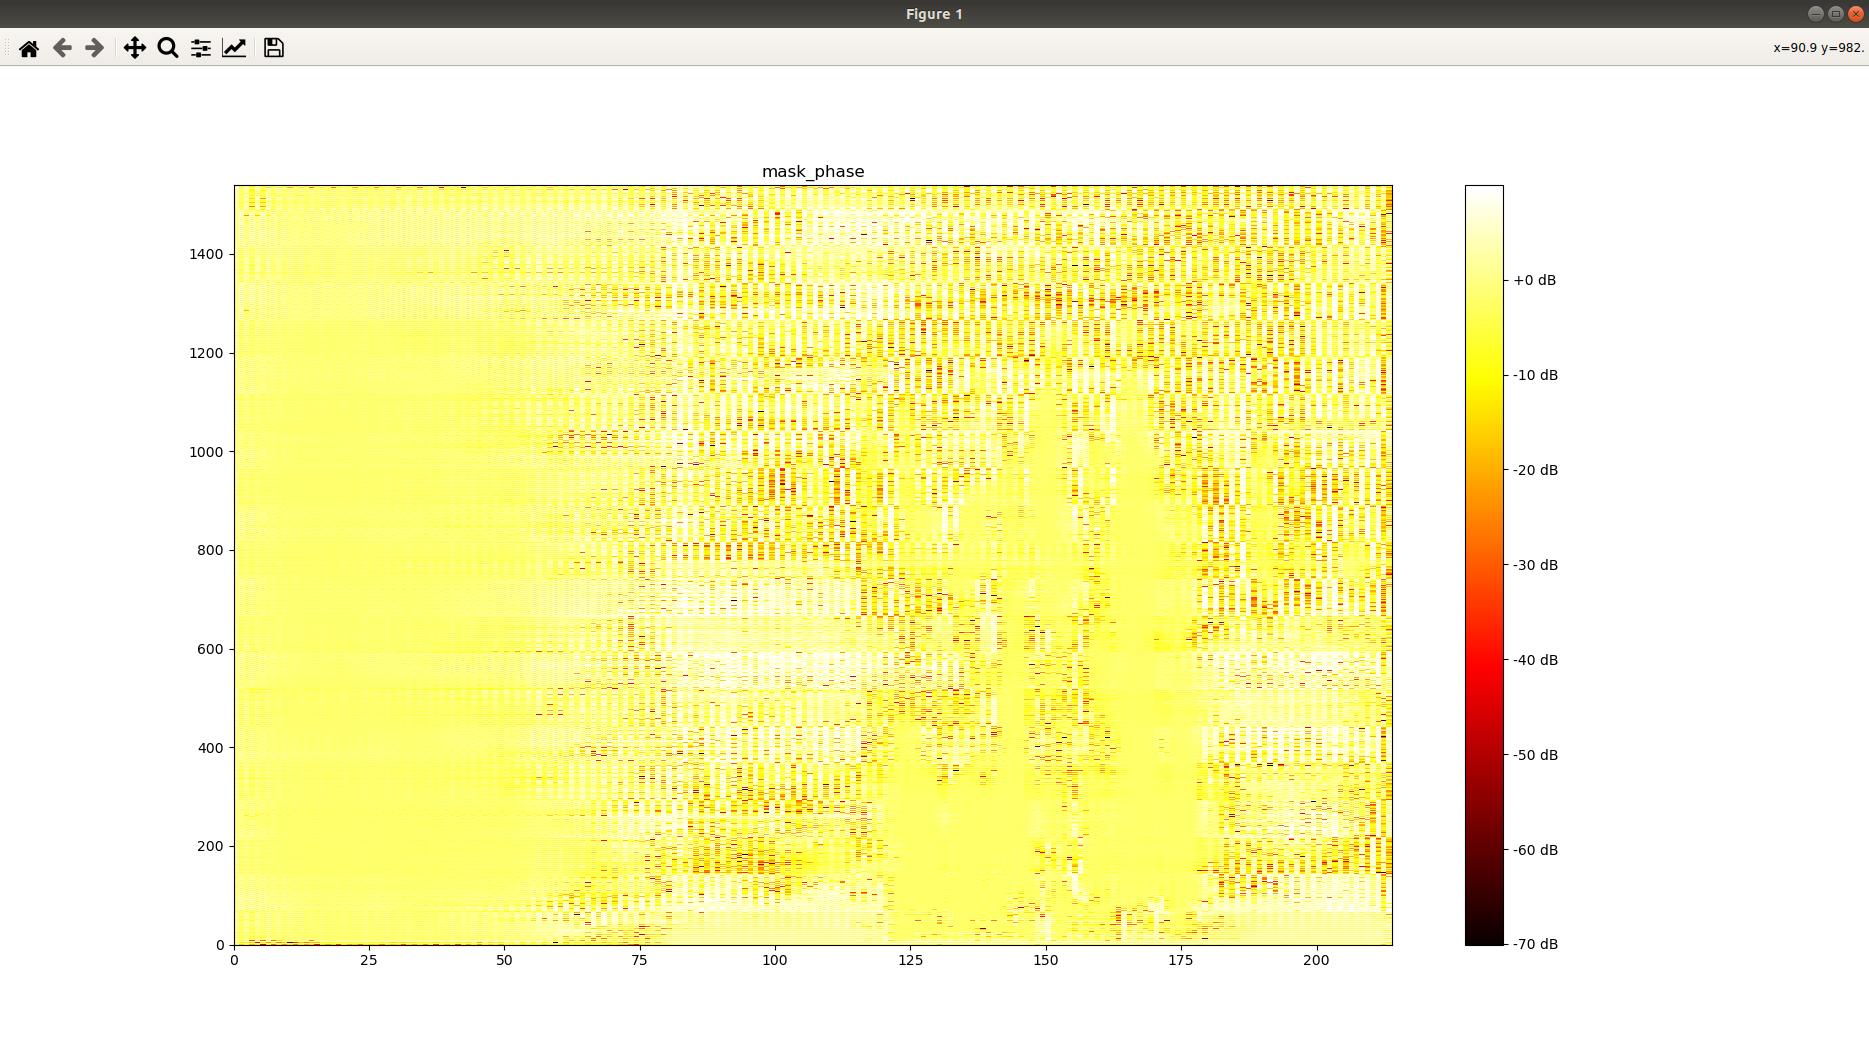 Figure 1
x=90.9 y=982.
mask_phase
1400
1200
1000
800
600
400
200
0
0 25 50 75 100 125 150 175 200
+0 dB
-10 dB
-20 dB
-30 dB
-40 dB
-50 dB
-60 dB
-70 dB